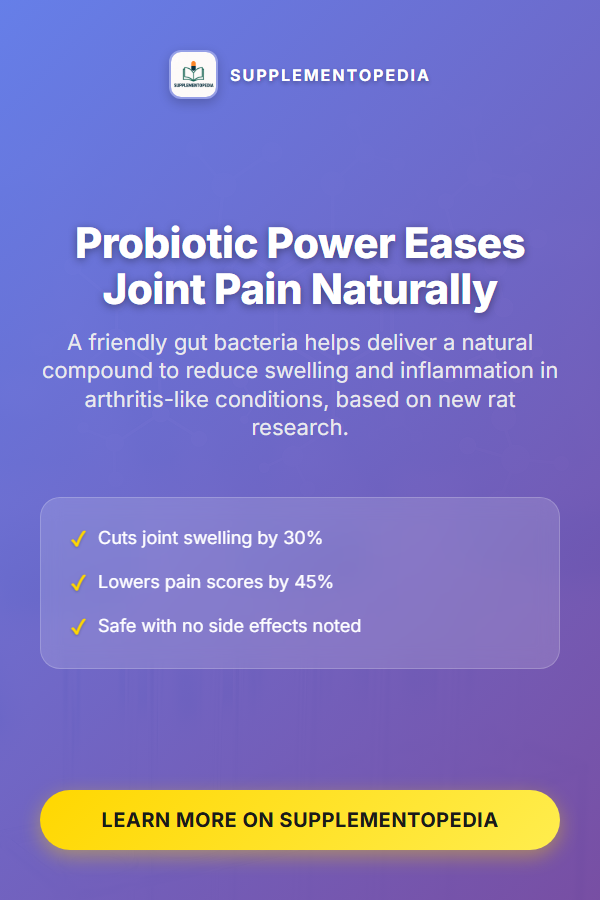 SUPPLEMENTOPEDIA
SUPPLEMENTOPEDIA
Probiotic Power Eases
Joint Pain Naturally
A friendly gut bacteria helps deliver a natural
compound to reduce swelling and inflammation in
arthritis-like conditions, based on new rat
research.
✓ Cuts joint swelling by 30%
✓ Lowers pain scores by 45%
✓ Safe with no side effects noted
LEARN MORE ON SUPPLEMENTOPEDIA